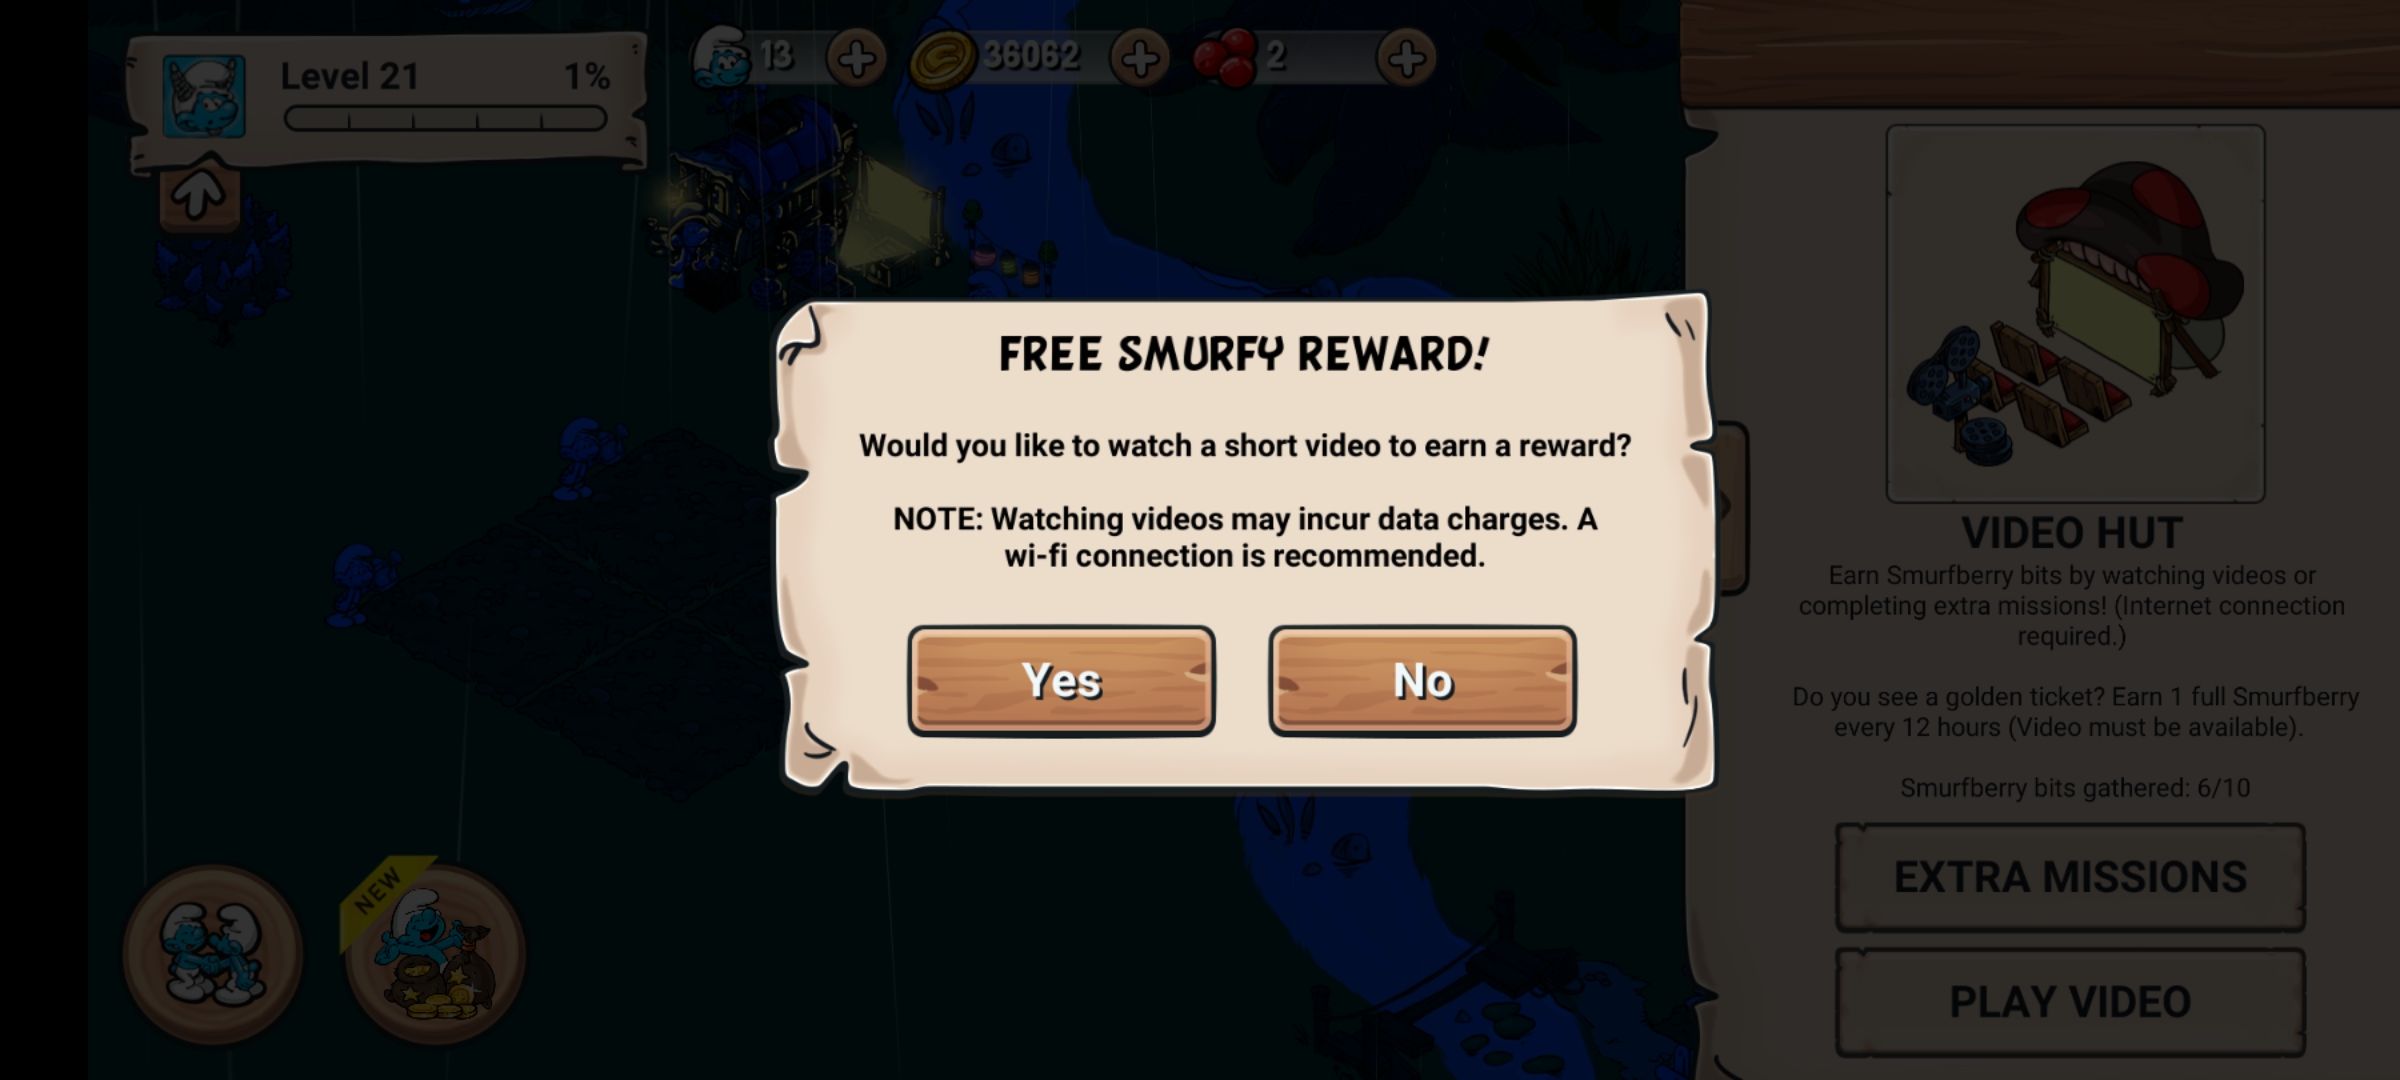 Level 21
1%
13
36062
2
FREE SMURFY REWARD!
Would you like to watch a short video to earn a reward?
NOTE: Watching videos may incur data charges. A
wi-fi connection is recommended.
Yes
No
VIDEO HUT
Earn Smurfberry bits by watching videos or
completing extra missions! (Internet connection
required.)
Do you see a golden ticket? Earn 1 full Smurfberry
every 12 hours (Video must be available).
Smurfberry bits gathered: 6/10
EXTRA MISSIONS
PLAY VIDEO
NEW